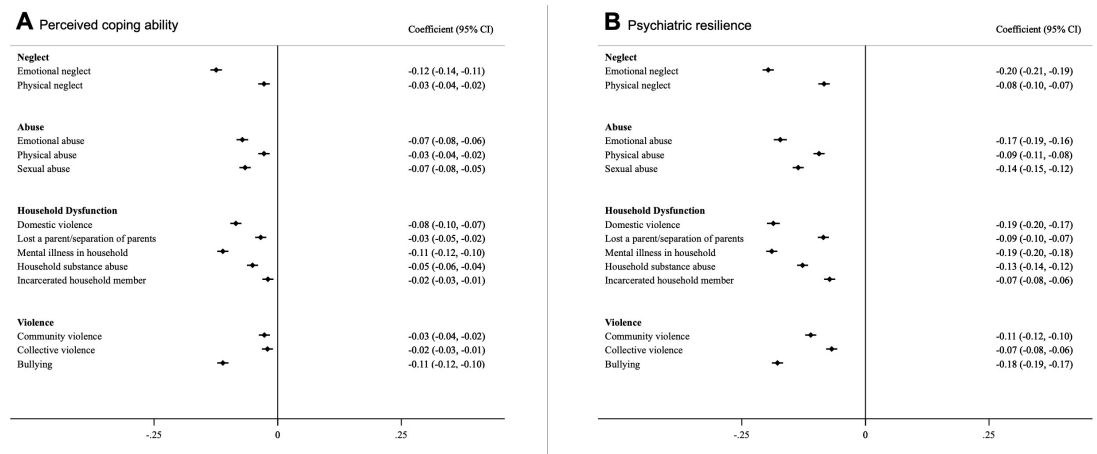 A Perceived coping ability
Coefficient (95% CI)
Neglect
Emotional neglect -0.12 (-0.14, -0.11)
Physical neglect -0.03 (-0.04, -0.02)
Abuse
Emotional abuse -0.07 (-0.08, -0.06)
Physical abuse -0.03 (-0.04, -0.02)
Sexual abuse -0.07 (-0.08, -0.05)
Household Dysfunction
Domestic violence -0.08 (-0.10, -0.07)
Lost a parent/separation of parents -0.03 (-0.05, -0.02)
Mental illness in household -0.11 (-0.12, -0.10)
Household substance abuse -0.05 (-0.06, -0.04)
Incarcerated household member -0.02 (-0.03, -0.01)
Violence
Community violence -0.03 (-0.04, -0.02)
Collective violence -0.02 (-0.03, -0.01)
Bullying -0.11 (-0.12, -0.10)
-.25 0 .25
B Psychiatric resilience
Coefficient (95% CI)
Neglect
Emotional neglect -0.20 (-0.21, -0.19)
Physical neglect -0.08 (-0.10, -0.07)
Abuse
Emotional abuse -0.17 (-0.19, -0.16)
Physical abuse -0.09 (-0.11, -0.08)
Sexual abuse -0.14 (-0.15, -0.12)
Household Dysfunction
Domestic violence -0.19 (-0.20, -0.17)
Lost a parent/separation of parents -0.09 (-0.10, -0.07)
Mental illness in household -0.19 (-0.20, -0.18)
Household substance abuse -0.13 (-0.14, -0.12)
Incarcerated household member -0.07 (-0.08, -0.06)
Violence
Community violence -0.11 (-0.12, -0.10)
Collective violence -0.07 (-0.08, -0.06)
Bullying -0.18 (-0.19, -0.17)
-.25 0 .25